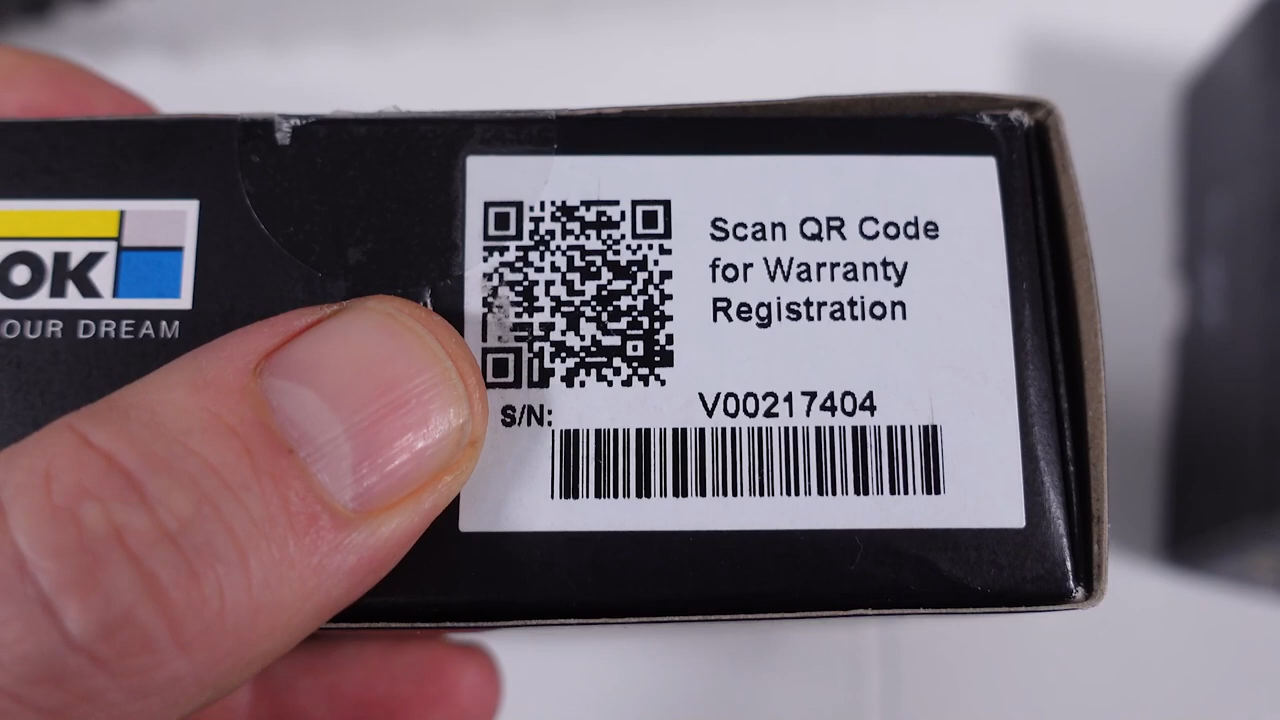 OK
OUR DREAM
Scan QR Code
for Warranty
Registration
S/N:
V00217404